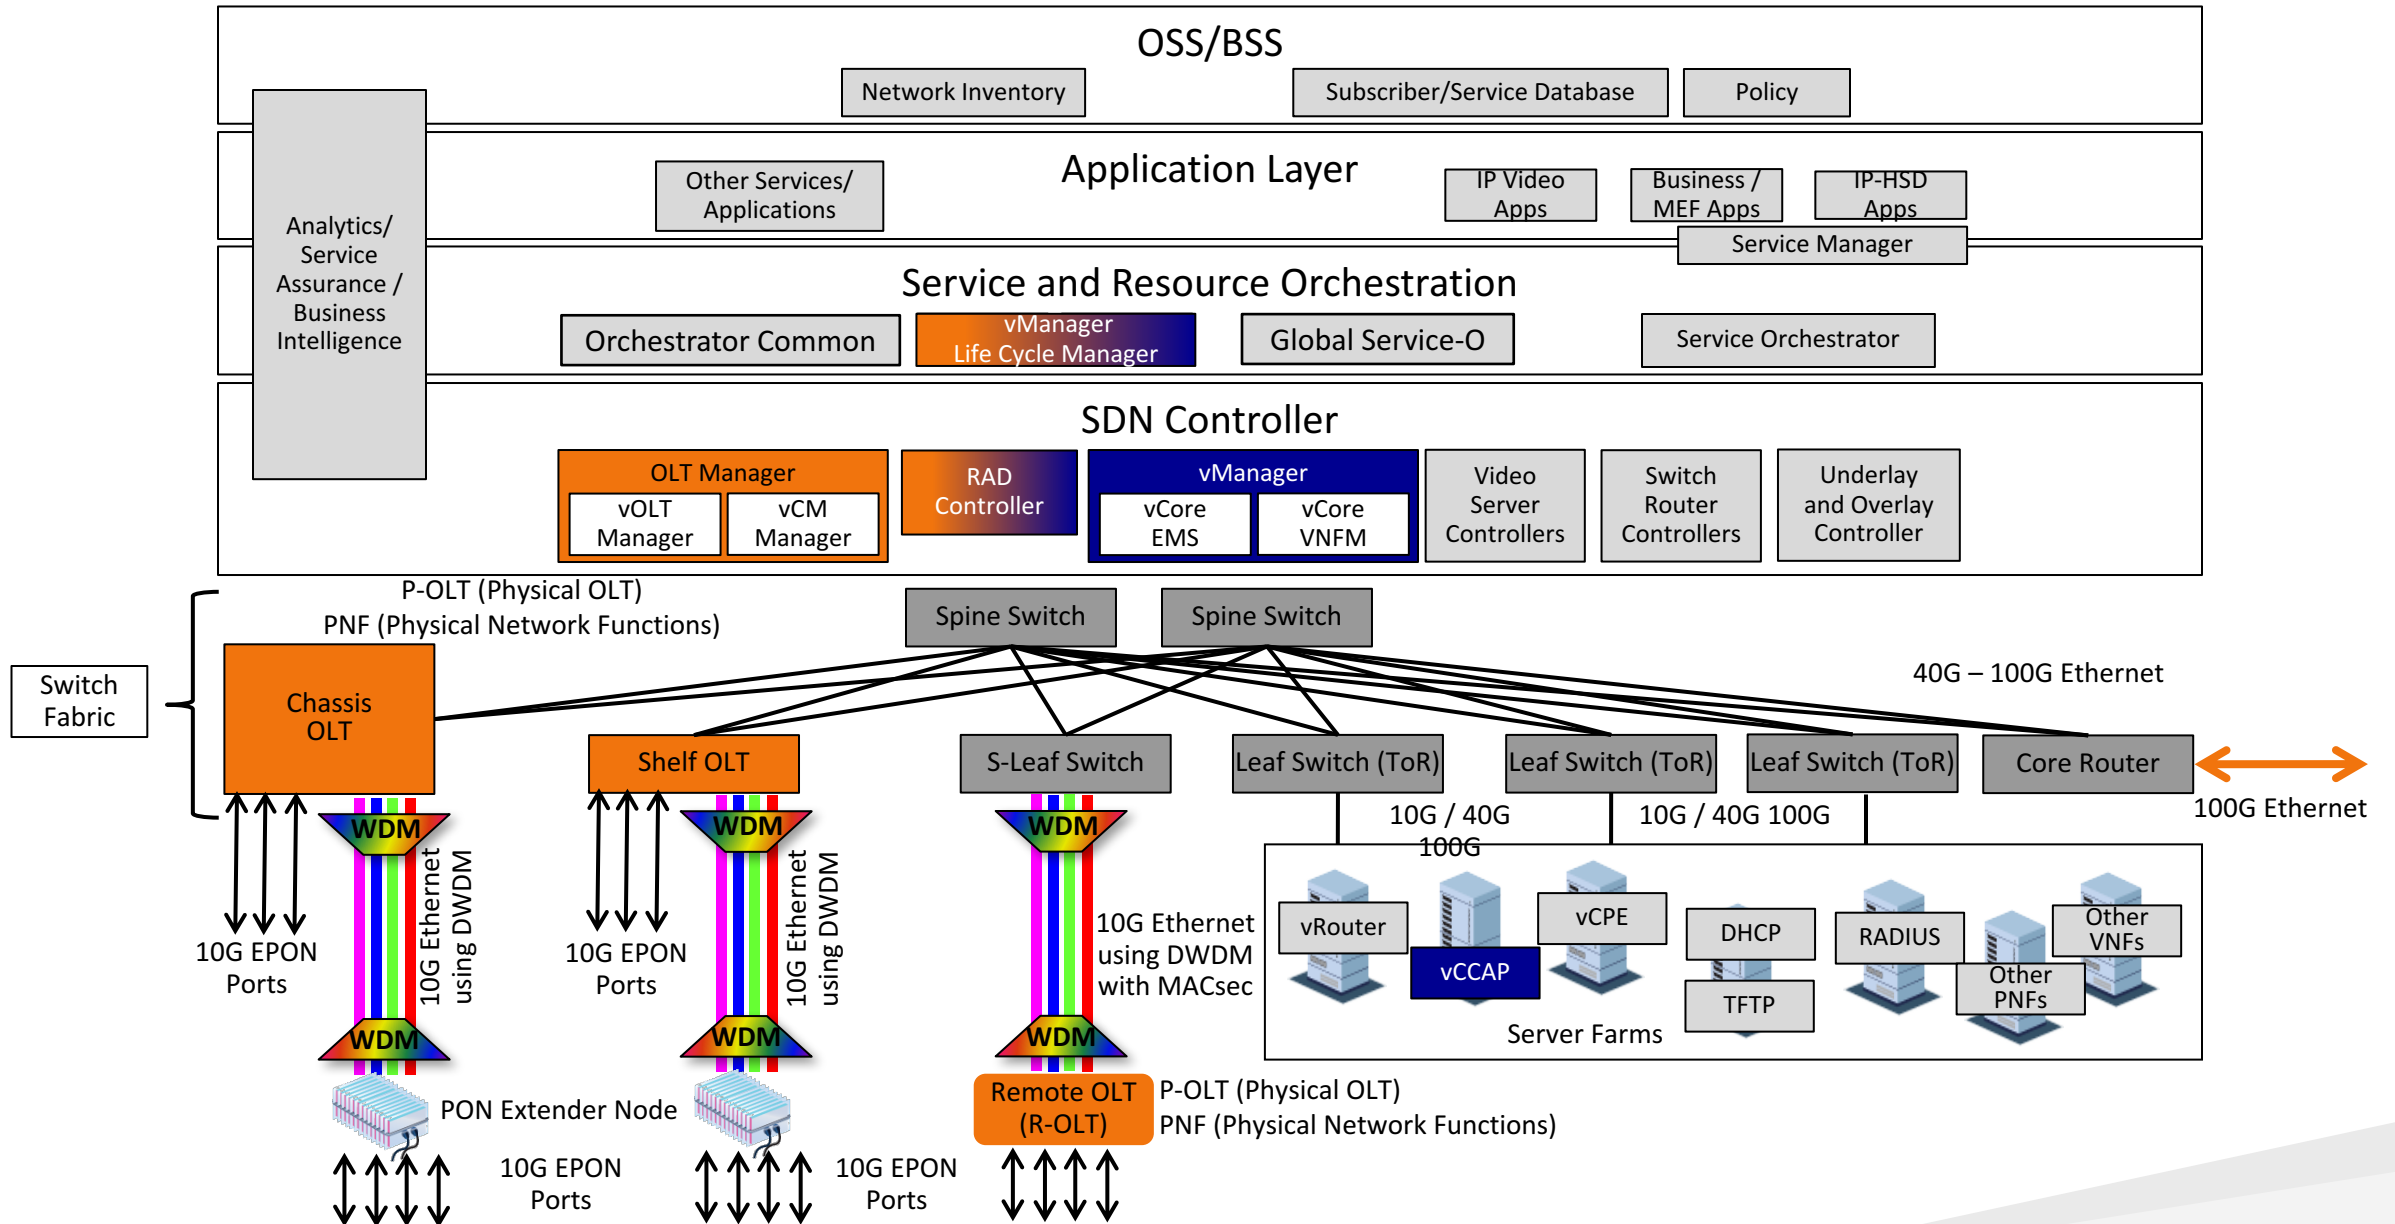 OSS/BSS
Network Inventory
Subscriber/Service Database
Policy
Analytics/
Service
Assurance /
Business
Intelligence
Application Layer
Other Services/
Applications
IP Video
Apps
Business /
MEF Apps
IP-HSD
Apps
Service Manager
Service and Resource Orchestration
Orchestrator Common
vManager
Life Cycle Manager
Global Service-O
Service Orchestrator
SDN Controller
OLT Manager
vOLT
Manager
vCM
Manager
RAD
Controller
vManager
vCore
EMS
vCore
VNFM
Video
Server
Controllers
Switch
Router
Controllers
Underlay
and Overlay
Controller
P-OLT (Physical OLT)
PNF (Physical Network Functions)
Spine Switch
Spine Switch
Switch
Fabric
Chassis
OLT
40G – 100G Ethernet
Shelf OLT
S-Leaf Switch
Leaf Switch (ToR)
Leaf Switch (ToR)
Leaf Switch (ToR)
Core Router
100G Ethernet
10G / 40G
100G
10G / 40G 100G
WDM
WDM
WDM
10G EPON
Ports
10G Ethernet
using DWDM
10G EPON
Ports
10G Ethernet
using DWDM
10G Ethernet
using DWDM
with MACsec
vRouter
vCCAP
vCPE
DHCP
TFTP
RADIUS
Other
PNFs
Other
VNFs
Server Farms
WDM
WDM
WDM
PON Extender Node
Remote OLT
(R-OLT)
P-OLT (Physical OLT)
PNF (Physical Network Functions)
10G EPON
Ports
10G EPON
Ports